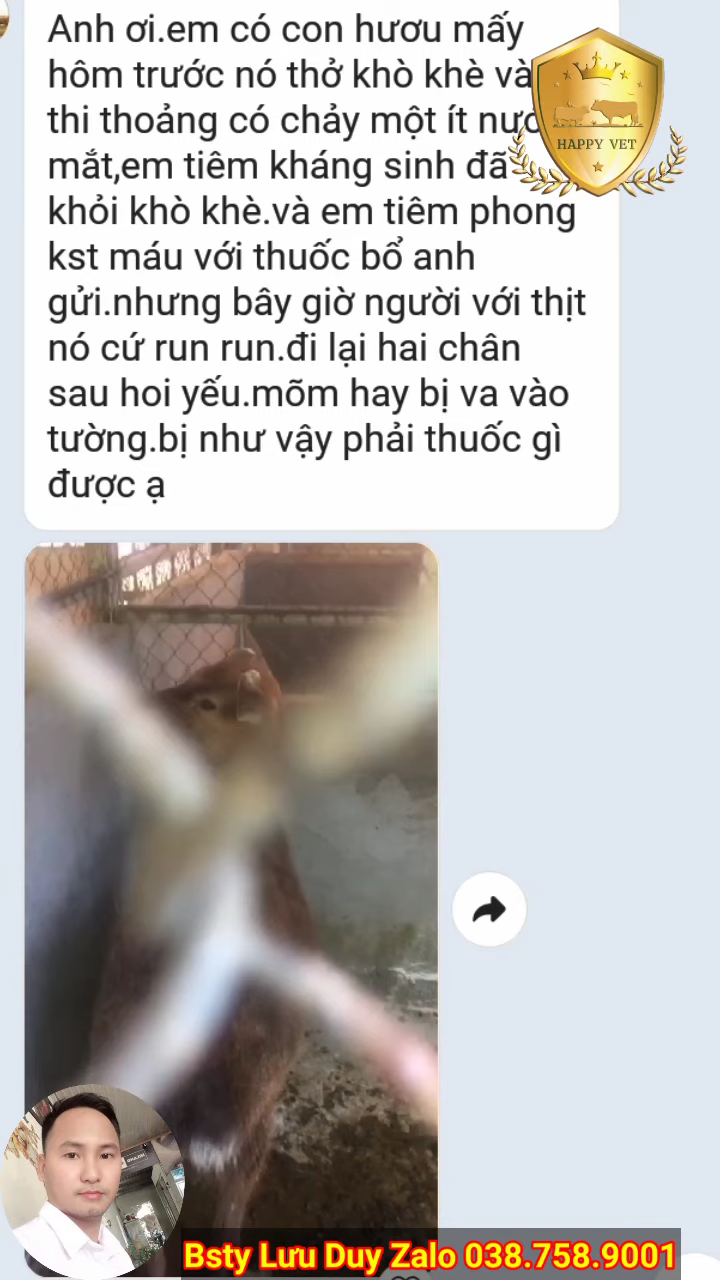 Anh ơi.em có con hươu mấy
hôm trước nó thở khò khè và
thi thoảng có chảy một ít
mắt,em tiêm kháng sinh đã
khỏi khò khè.và em tiêm phong
kst máu với thuốc bổ anh
gửi.nhưng bây giờ người với thịt
nó cứ run run.đi lại hai chân
sau hoi yếu.mõm hay bị va vào
tường.bị như vậy phải thuốc gì
được ạ
HAPPY VET
Bsty Lưu Duy Zalo 038.758.9001